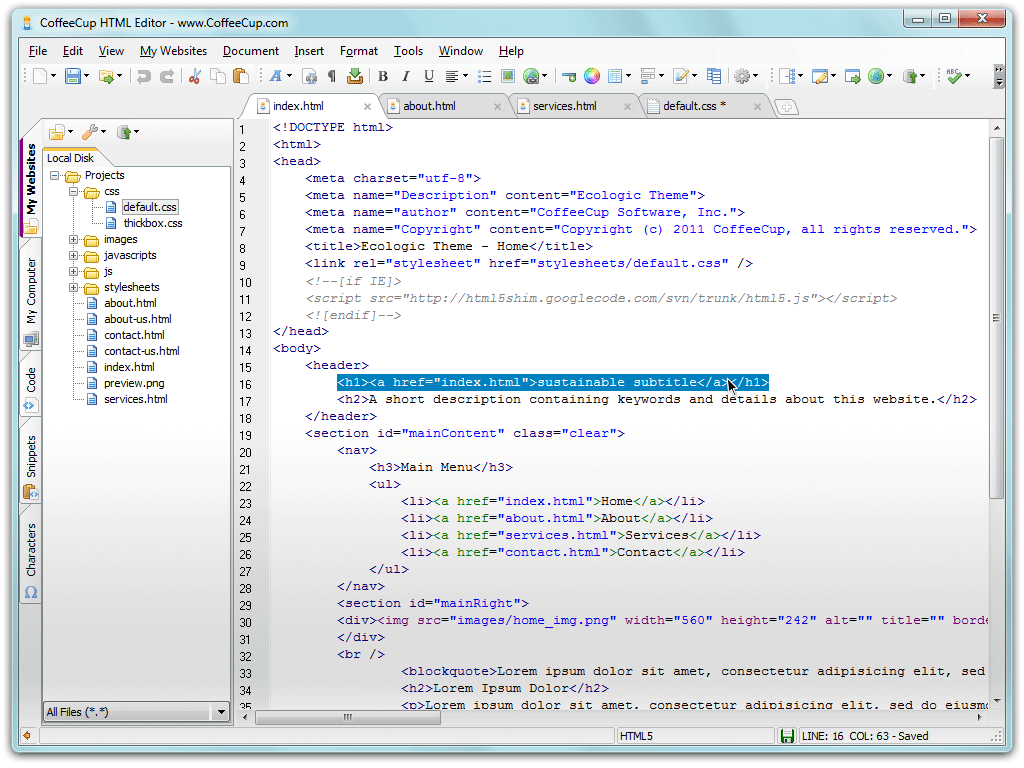 CoffeeCup HTML Editor - www.CoffeeCup.com
File Edit View My Websites Document Insert Format Tools Window Help
index.html about.html services.html default.css *
My Websites
My Computer
Code
Snippets
Characters
Local Disk
Projects
css
default.css
thickbox.css
images
javascripts
js
stylesheets
about.html
about-us.html
contact.html
contact-us.html
index.html
preview.png
services.html
All Files (*.*)
1 <!DOCTYPE html>
2 <html>
3 <head>
4 <meta charset="utf-8">
5 <meta name="Description" content="Ecologic Theme">
6 <meta name="author" content="CoffeeCup Software, Inc.">
7 <meta name="Copyright" content="Copyright (c) 2011 CoffeeCup, all rights reserved.">
8 <title>Ecologic Theme - Home</title>
9 <link rel="stylesheet" href="stylesheets/default.css" />
10 <!--[if IE]>
11 <script src="http://html5shim.googlecode.com/svn/trunk/html5.js"></script>
12 <![endif]-->
13 </head>
14 <body>
15 <header>
16 <h1><a href="index.html">sustainable subtitle</a></h1>
17 <h2>A short description containing keywords and details about this website.</h2>
18 </header>
19 <section id="mainContent" class="clear">
20 <nav>
21 <h3>Main Menu</h3>
22 <ul>
23 <li><a href="index.html">Home</a></li>
24 <li><a href="about.html">About</a></li>
25 <li><a href="services.html">Services</a></li>
26 <li><a href="contact.html">Contact</a></li>
27 </ul>
28 </nav>
29 <section id="mainRight">
30 <div><img src="images/home_img.png" width="560" height="242" alt="" title="" borde
31 </div>
32 <br />
33 <blockquote>Lorem ipsum dolor sit amet, consectetur adipisicing elit, sed
34 <h2>Lorem Ipsum Dolor</h2>
35 <p>Lorem ipsum dolor sit amet, consectetur adipisicing elit, sed do eiusmo
HTML5 LINE: 16 COL: 63 - Saved